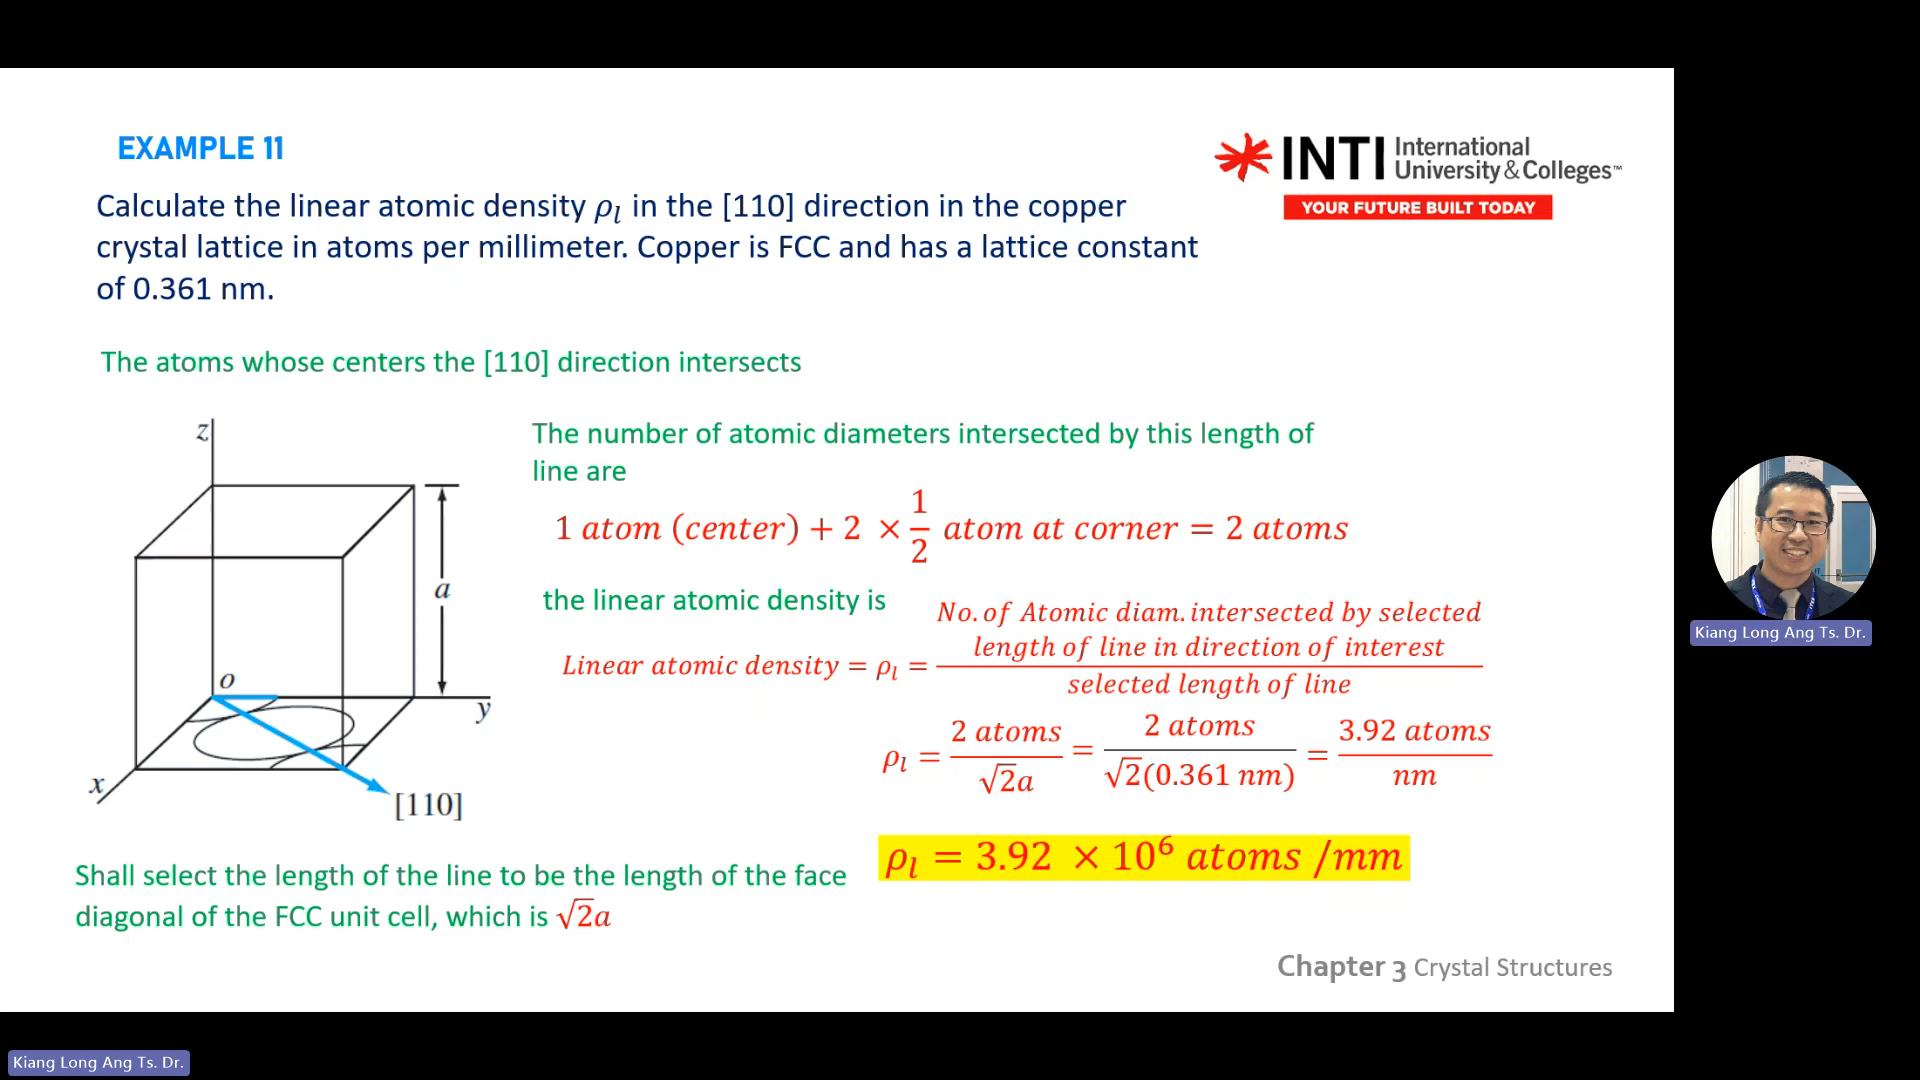 EXAMPLE 11
INTI International University & Colleges™
YOUR FUTURE BUILT TODAY
Calculate the linear atomic density ρ_l in the [110] direction in the copper
crystal lattice in atoms per millimeter. Copper is FCC and has a lattice constant
of 0.361 nm.
The atoms whose centers the [110] direction intersects
z
a
o
y
x
[110]
The number of atomic diameters intersected by this length of
line are
1 atom (center) + 2 × 1/2 atom at corner = 2 atoms
the linear atomic density is
Linear atomic density = ρ_l = No. of Atomic diam. intersected by selected length of line in direction of interest / selected length of line
ρ_l = 2 atoms / √2a = 2 atoms / √2(0.361 nm) = 3.92 atoms / nm
ρ_l = 3.92 × 10⁶ atoms /mm
Shall select the length of the line to be the length of the face
diagonal of the FCC unit cell, which is √2a
Chapter 3 Crystal Structures
Kiang Long Ang Ts. Dr.
Kiang Long Ang Ts. Dr.